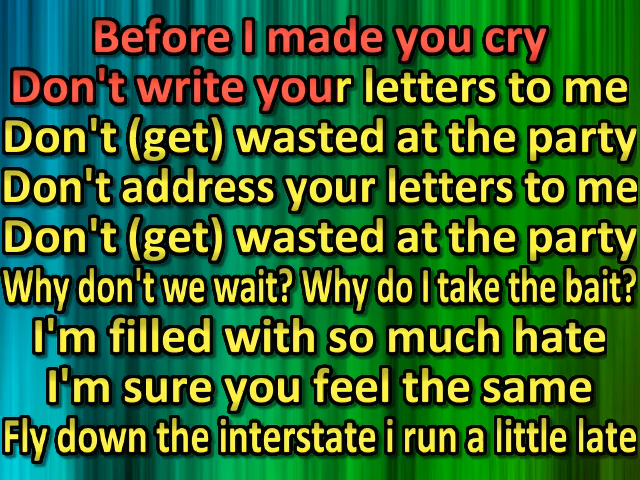 Before I made you cry
Don't write your letters to me
Don't (get) wasted at the party
Don't address your letters to me
Don't (get) wasted at the party
Why don't we wait? Why do I take the bait?
I'm filled with so much hate
I'm sure you feel the same
Fly down the interstate i run a little late